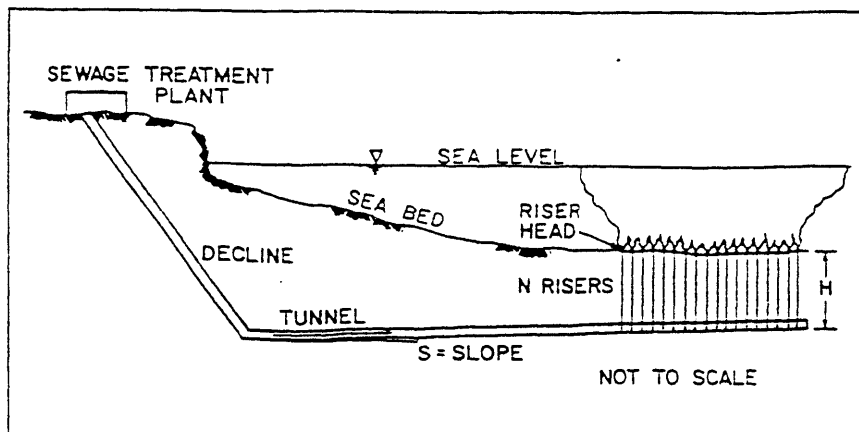 SEWAGE TREATMENT
PLANT
SEA LEVEL
SEA BED
RISER
HEAD
DECLINE
N RISERS
H
TUNNEL
S = SLOPE
NOT TO SCALE